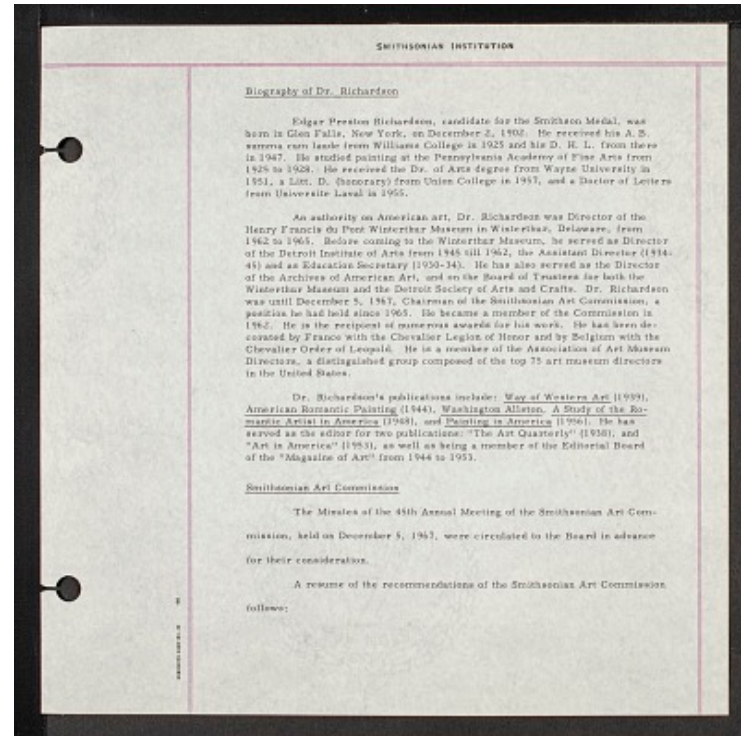 SMITHSONIAN INSTITUTION
Biography of Dr. Richardson
Edgar Preston Richardson, candidate for the Smithson Medal, was
born in Glen Falls, New York, on December 2, 1902. He received his A. B.
summa cum laude from Williams College in 1925 and his D. H. L. from there
in 1947. He studied painting at the Pennsylvania Academy of Fine Arts from
1925 to 1928. He received the Dr. of Arts degree from Wayne University in
1951, a Litt. D. (honorary) from Union College in 1957, and a Doctor of Letters
from Universite Laval in 1955.
An authority on American art, Dr. Richardson was Director of the
Henry Francis du Pont Winterthur Museum in Winterthur, Delaware, from
1962 to 1965. Before coming to the Winterthur Museum, he served as Director
of the Detroit Institute of Arts from 1945 till 1962, the Assistant Director (1934-
45) and as Education Secretary (1930-34). He has also served as the Director
of the Archives of American Art, and on the Board of Trustees for both the
Winterthur Museum and the Detroit Society of Arts and Crafts. Dr. Richardson
was until December 5, 1967, Chairman of the Smithsonian Art Commission, a
position he had held since 1965. He became a member of the Commission in
1962. He is the recipient of numerous awards for his work. He has been de-
corated by France with the Chevalier Legion of Honor and by Belgium with the
Chevalier Order of Leopold. He is a member of the Association of Art Museum
Directors, a distinguished group composed of the top 75 art museum directors
in the United States.
Dr. Richardson's publications include: Way of Western Art (1939),
American Romantic Painting (1944), Washington Allston, A Study of the Ro-
mantic Artist in America (1948), and Painting in America (1956). He has
served as the editor for two publications: "The Art Quarterly" (1938), and
"Art in America" (1953), as well as being a member of the Editorial Board
of the "Magazine of Art" from 1944 to 1953.
Smithsonian Art Commission
The Minutes of the 45th Annual Meeting of the Smithsonian Art Com-
mission, held on December 5, 1967, were circulated to the Board in advance
for their consideration.
A resume of the recommendations of the Smithsonian Art Commission
follows: